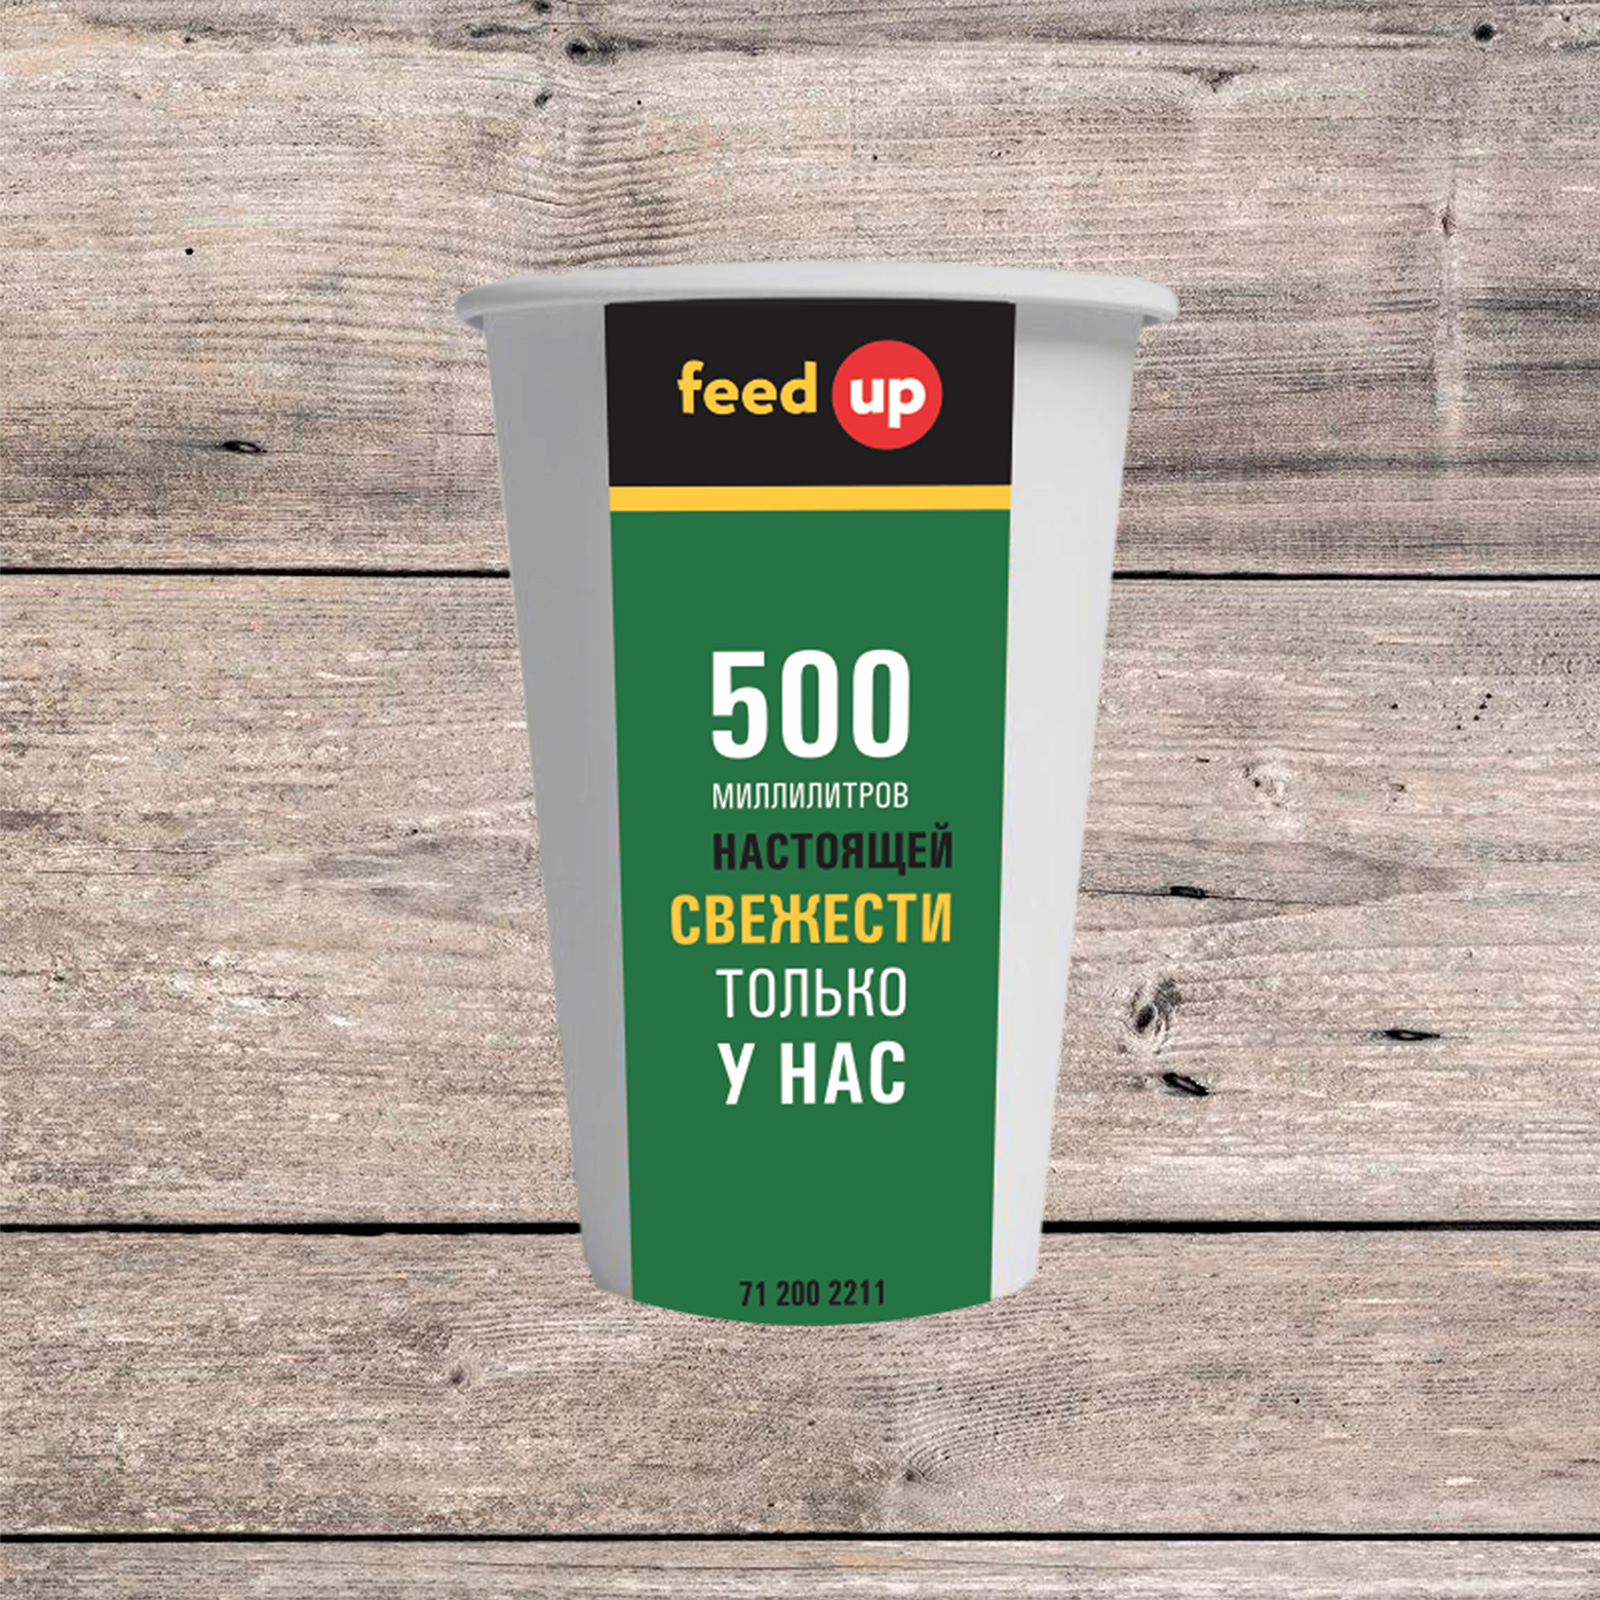 feed up
500
МИЛЛИЛИТРОВ
НАСТОЯЩЕЙ
СВЕЖЕСТИ
ТОЛЬКО
У НАС
71 200 2211